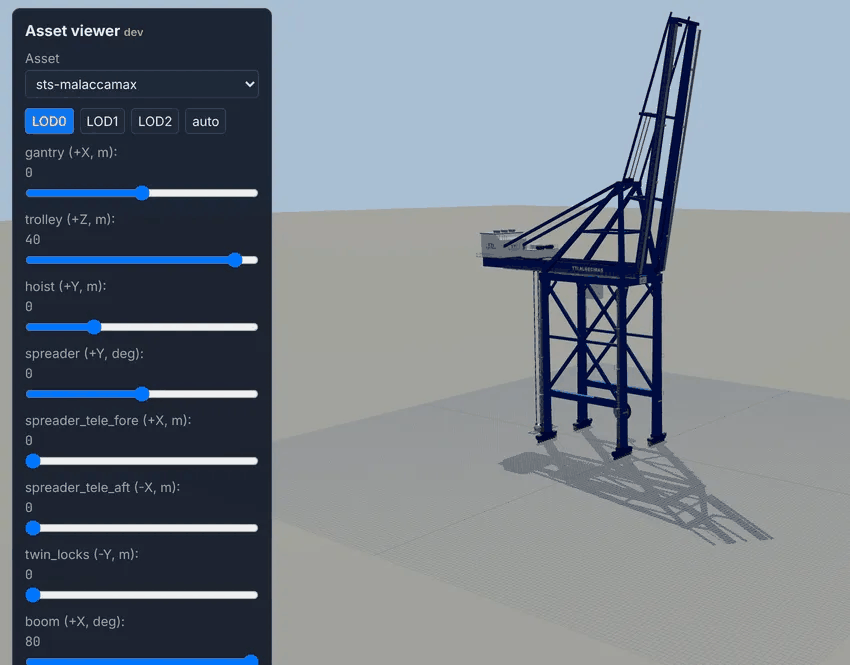 Asset viewer dev
Asset
sts-malaccamax
LOD0 LOD1 LOD2 auto
gantry (+X, m):
0
trolley (+Z, m):
40
hoist (+Y, m):
0
spreader (+Y, deg):
0
spreader_tele_fore (+X, m):
0
spreader_tele_aft (-X, m):
0
twin_locks (-Y, m):
0
boom (+X, deg):
80